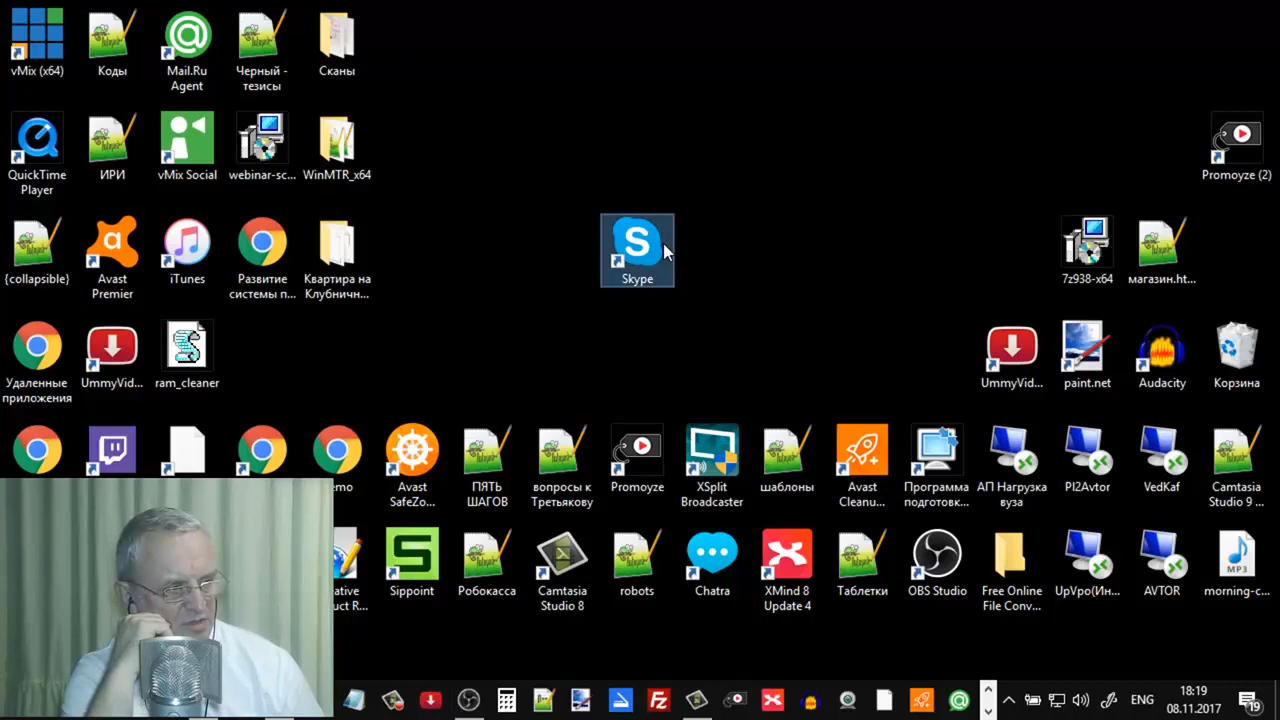 vMix (x64)
Коды
Mail.Ru
Agent
Черный -
тезисы
Сканы
QuickTime
Player
ИРИ
vMix Social
webinar-sc...
WinMTR_x64
Promoyze (2)
{collapsible}
Avast
Premier
iTunes
Развитие
системы п...
Квартира на
Клубничн...
S
Skype
7z938-x64
магазин.ht...
Удаленные
приложения
UmmyVid...
ram_cleaner
UmmyVid...
paint.net
Audacity
Корзина
emo
Avast
SafeZo...
ПЯТЬ
ШАГОВ
вопросы к
Третьякову
Promoyze
XSplit
Broadcaster
шаблоны
Avast
Cleanu...
Программа
подготовк...
АП Нагрузка
вуза
PI2Avtor
VedKaf
Camtasia
Studio 9 ...
ative
uct R...
Sippoint
Робокасса
Camtasia
Studio 8
robots
Chatra
XMind 8
Update 4
Таблетки
OBS Studio
Free Online
File Conv...
UpVpo(Ин...
AVTOR
MP3
morning-c...
ENG
18:19
08.11.2017
19